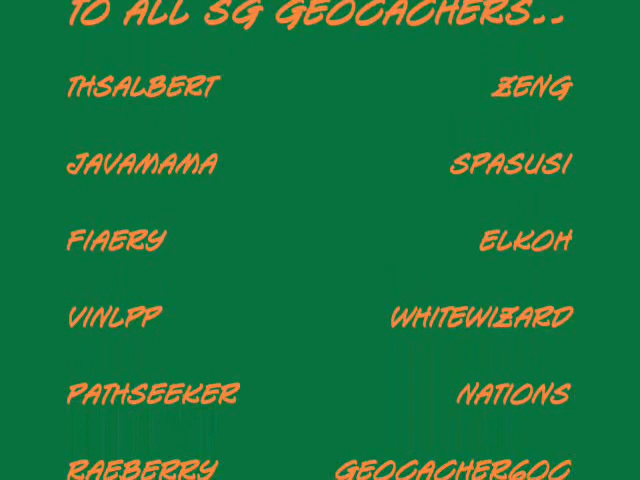 TO ALL SG GEOCACHERS..
THSALBERT ZENG
JAVAMAMA SPASUSI
FIAERY ELKOH
VINLPP WHITEWIZARD
PATHSEEKER NATIONS
RAEBERRY GEOCACHER600